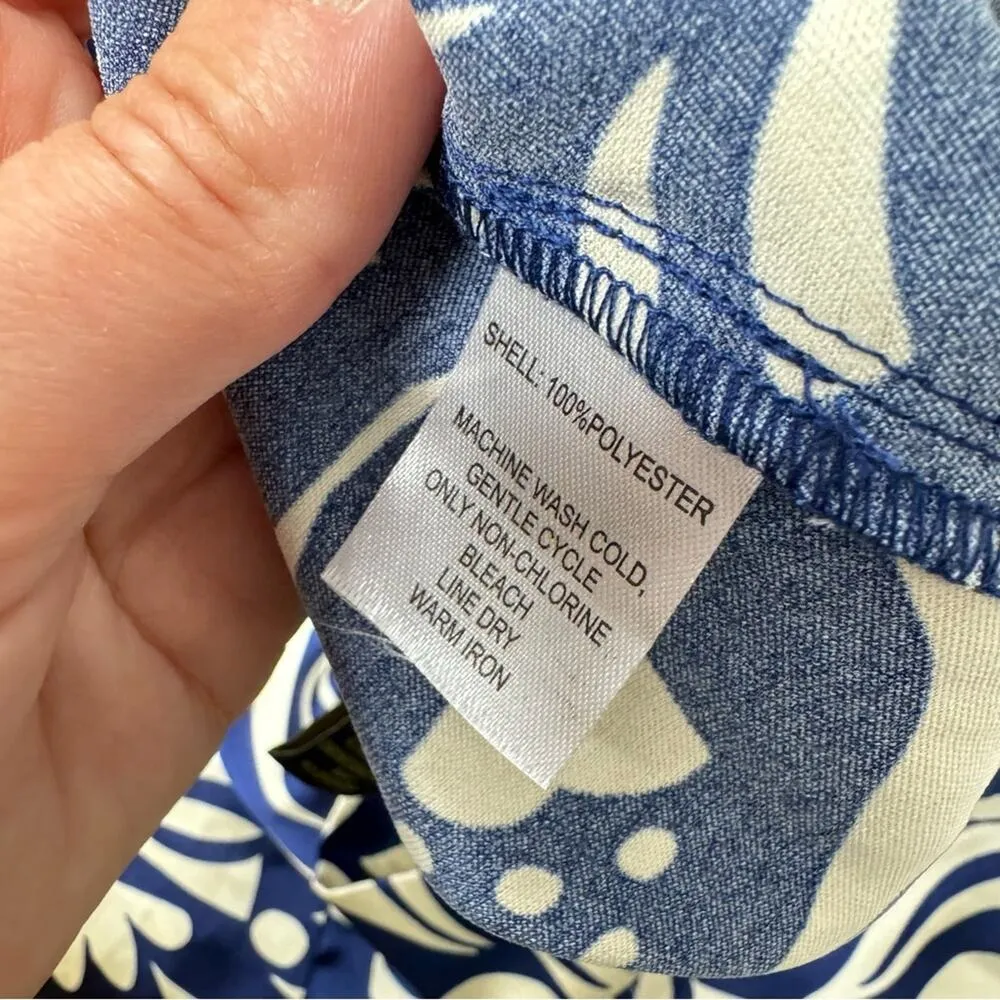 SHELL: 100%POLYESTER
MACHINE WASH COLD,
GENTLE CYCLE
ONLY NON-CHLORINE
BLEACH
LINE DRY
WARM IRON